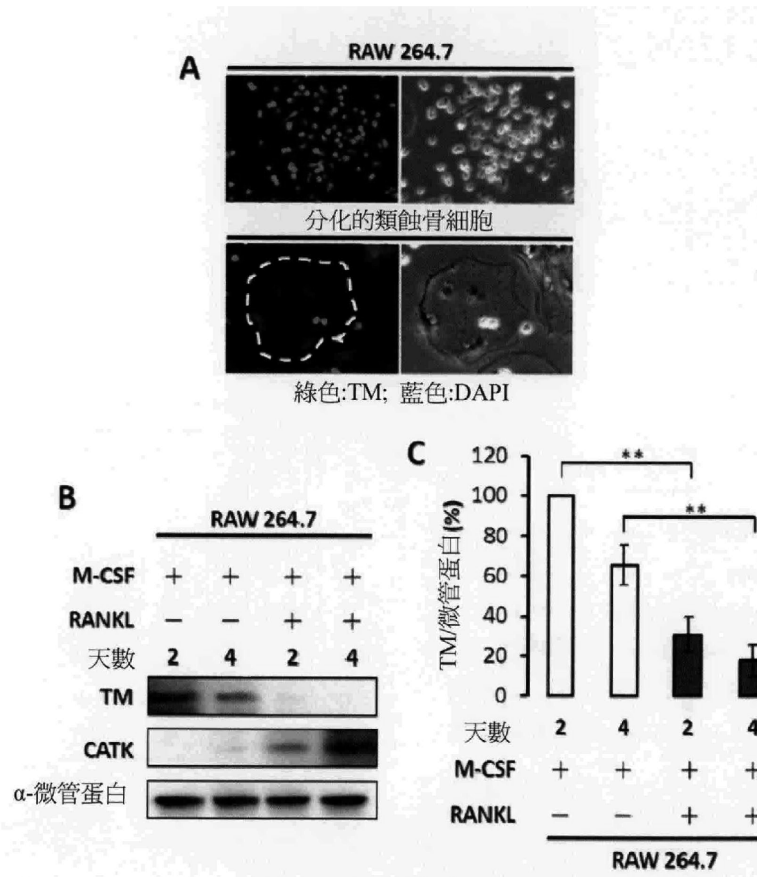 A
RAW 264.7
分化的類蝕骨細胞
綠色:TM; 藍色:DAPI
B
RAW 264.7
M-CSF + + + +
RANKL − − + +
天數 2 4 2 4
TM
CATK
α-微管蛋白
C
TM/微管蛋白(%)
120
100
80
60
40
20
0
**
**
天數 2 4 2 4
M-CSF + + + +
RANKL − − + +
RAW 264.7